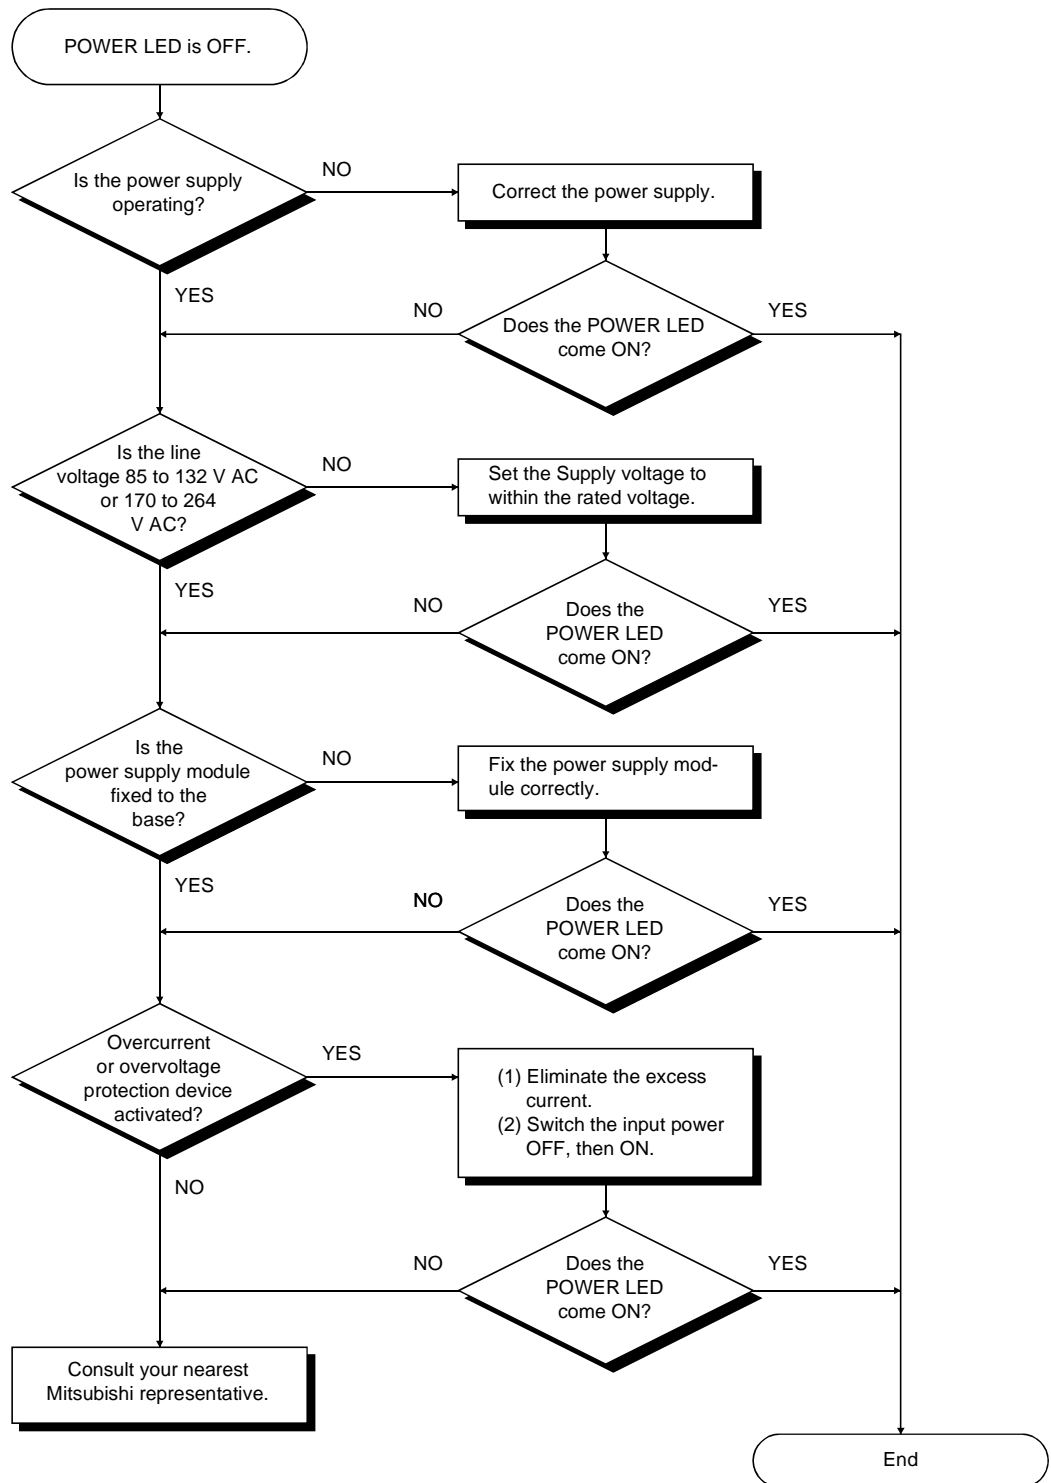 POWER LED is OFF.
Is the power supply
operating?
NO
Correct the power supply.
YES
NO
Does the POWER LED
come ON?
YES
Is the line
voltage 85 to 132 V AC
or 170 to 264
V AC?
NO
Set the Supply voltage to
within the rated voltage.
YES
NO
Does the
POWER LED
come ON?
YES
Is the
power supply module
fixed to the
base?
NO
Fix the power supply mod-
ule correctly.
YES
NO
Does the
POWER LED
come ON?
YES
Overcurrent
or overvoltage
protection device
activated?
YES
(1) Eliminate the excess
current.
(2) Switch the input power
OFF, then ON.
NO
NO
Does the
POWER LED
come ON?
YES
Consult your nearest
Mitsubishi representative.
End